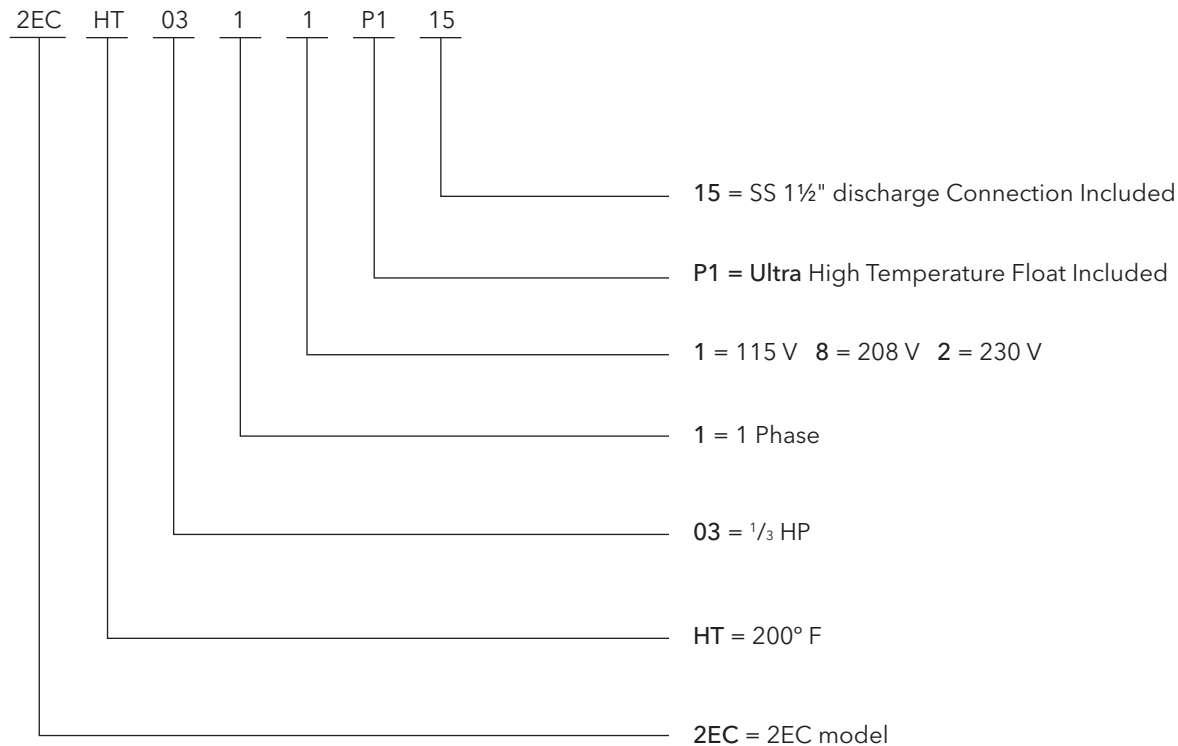 2EC HT 03 1 1 P1 15
15 = SS 1½" discharge Connection Included
P1 = Ultra High Temperature Float Included
1 = 115 V 8 = 208 V 2 = 230 V
1 = 1 Phase
03 = 1/3 HP
HT = 200º F
2EC = 2EC model